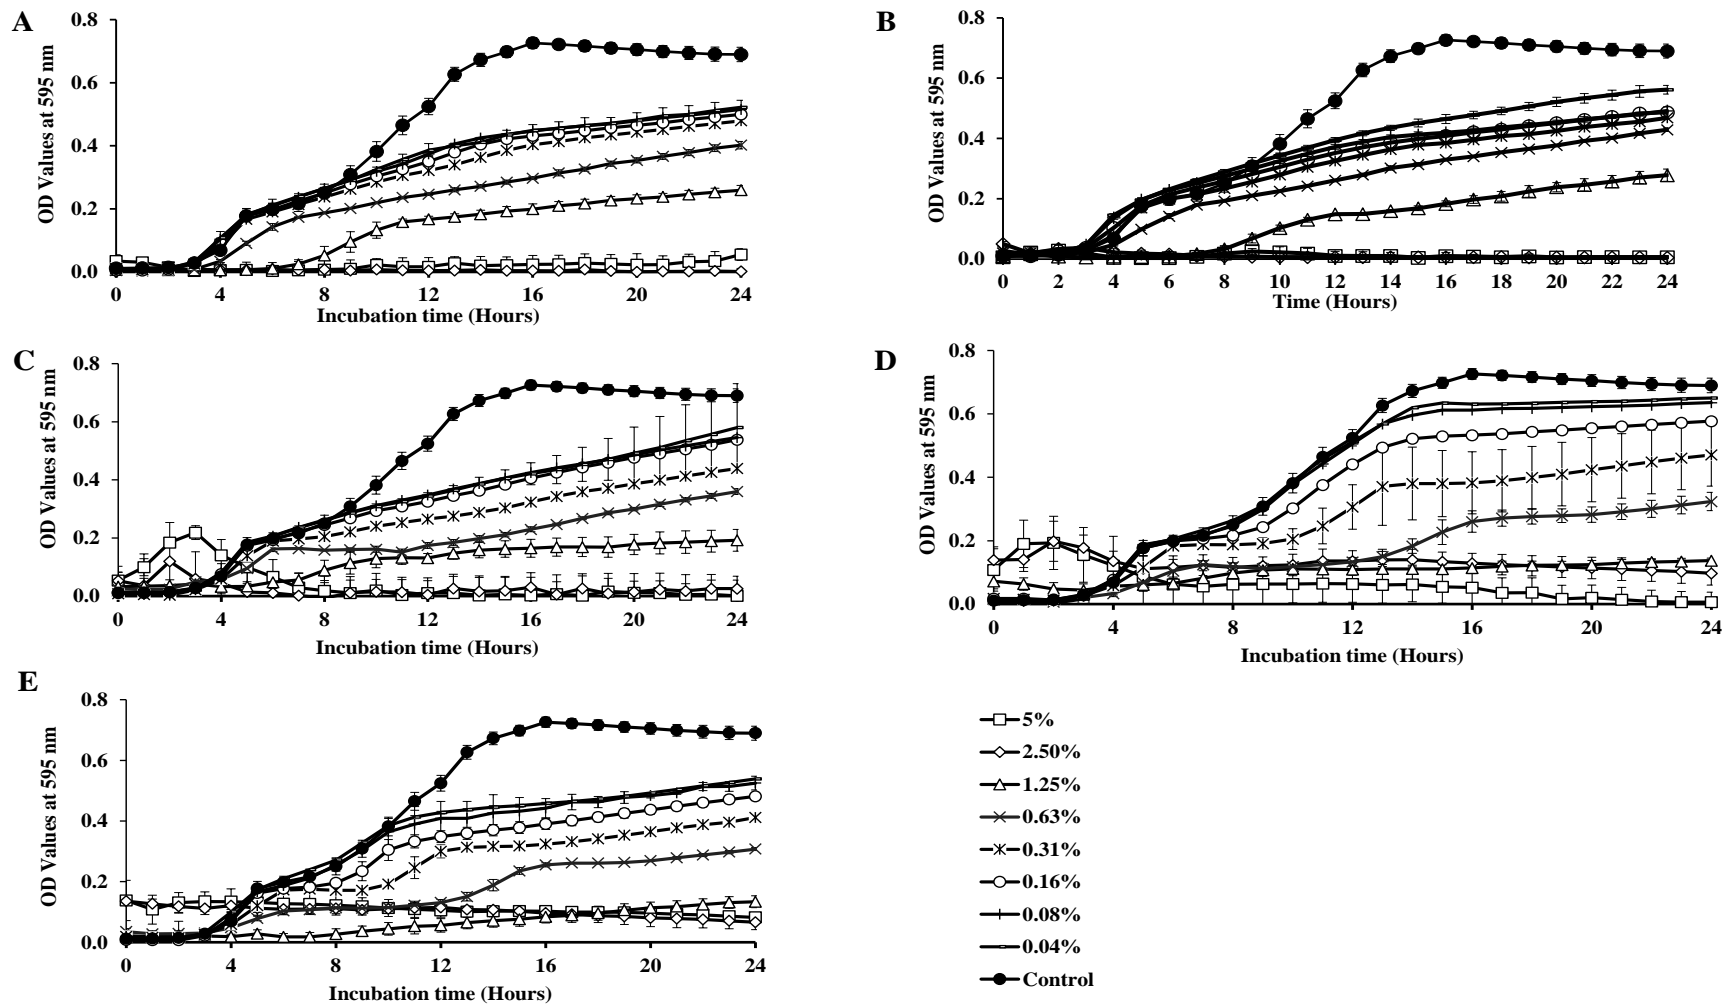 A
OD Values at 595 nm
0.8
0.6
0.4
0.2
0.0
0 4 8 12 16 20 24
Incubation time (Hours)
B
OD Values at 595 nm
0.8
0.6
0.4
0.2
0.0
0 2 4 6 8 10 12 14 16 18 20 22 24
Time (Hours)
C
OD Values at 595 nm
0.8
0.6
0.4
0.2
0.0
0 4 8 12 16 20 24
Incubation time (Hours)
D
OD Values at 595 nm
0.8
0.6
0.4
0.2
0.0
0 4 8 12 16 20 24
Incubation time (Hours)
E
OD Values at 595 nm
0.8
0.6
0.4
0.2
0.0
0 4 8 12 16 20 24
Incubation time (Hours)
5%
2.50%
1.25%
0.63%
0.31%
0.16%
0.08%
0.04%
Control